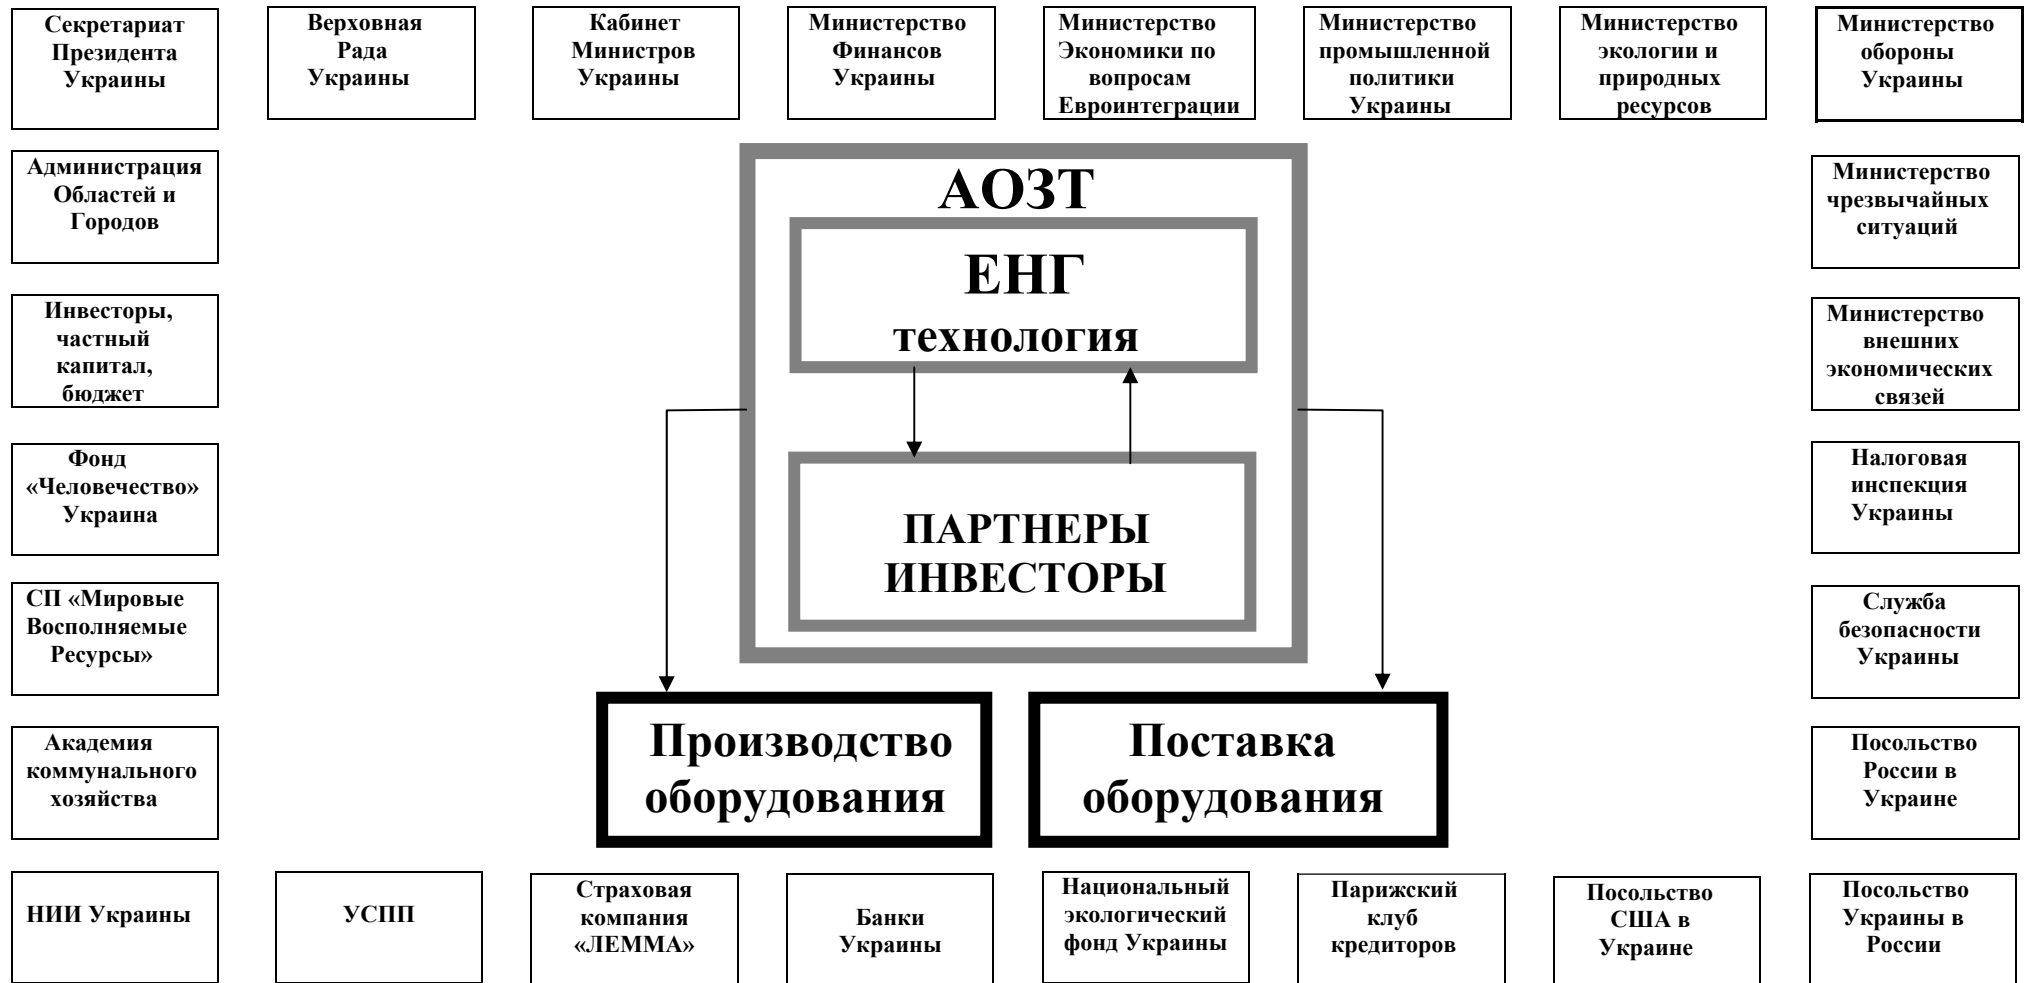 Секретариат
Президента
Украины
Верховная
Рада
Украины
Кабинет
Министров
Украины
Министерство
Финансов
Украины
Министерство
Экономики по
вопросам
Евроинтеграции
Министерство
промышленной
политики
Украины
Министерство
экологии и
природных
ресурсов
Министерство
обороны
Украины
Администрация
Областей и
Городов
Инвесторы,
частный
капитал,
бюджет
Фонд
«Человечество»
Украина
СП «Мировые
Восполняемые
Ресурсы»
Академия
коммунального
хозяйства
АОЗТ
ЕНГ
технология
ПАРТНЕРЫ
ИНВЕСТОРЫ
Производство
оборудования
Поставка
оборудования
Министерство
чрезвычайных
ситуаций
Министерство
внешних
экономических
связей
Налоговая
инспекция
Украины
Служба
безопасности
Украины
Посольство
России в
Украине
НИИ Украины
УСПП
Страховая
компания
«ЛЕММА»
Банки
Украины
Национальный
экологический
фонд Украины
Парижский
клуб
кредиторов
Посольство
США в
Украине
Посольство
Украины в
России